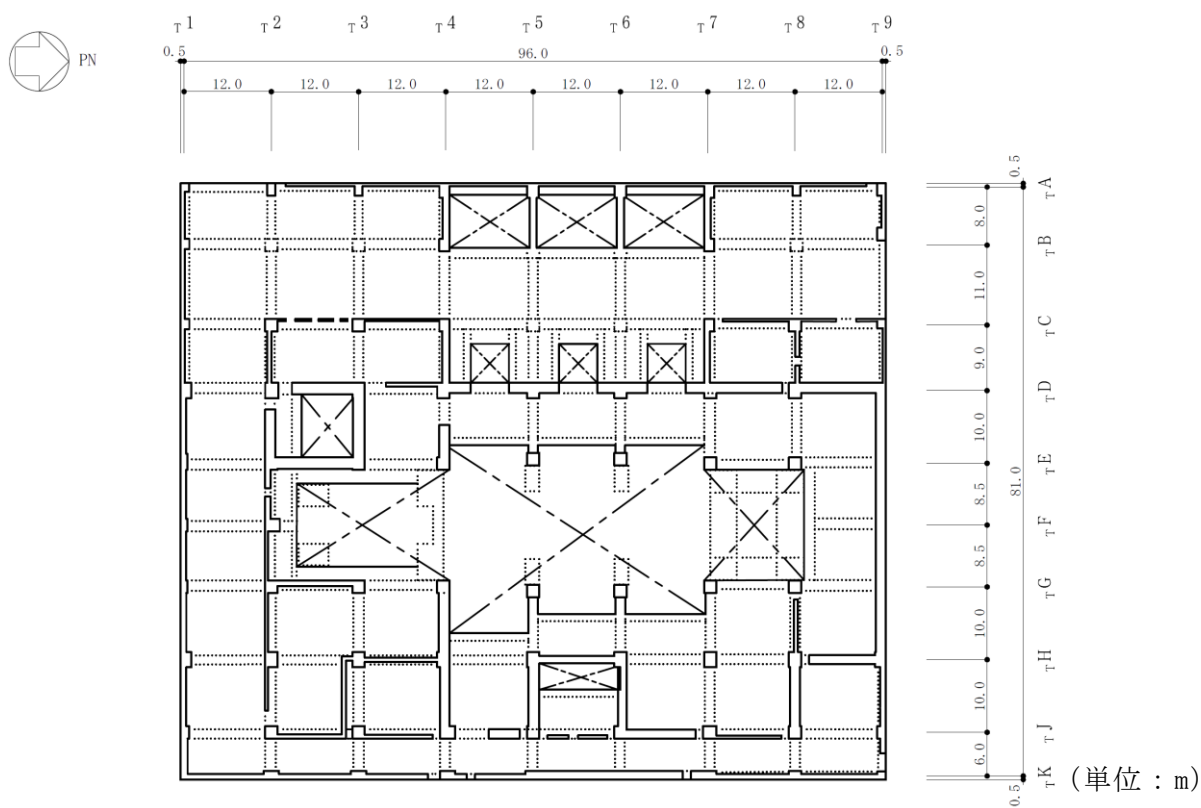 T1 T2 T3 T4 T5 T6 T7 T8 T9
PN
0.5 96.0 0.5
12.0 12.0 12.0 12.0 12.0 12.0 12.0 12.0
0.5
TA
8.0
TB
11.0
TC
9.0
TD
10.0
TE
8.5
81.0
TF
8.5
TG
10.0
TH
10.0
TJ
6.0
TK
0.5
(単位：m)